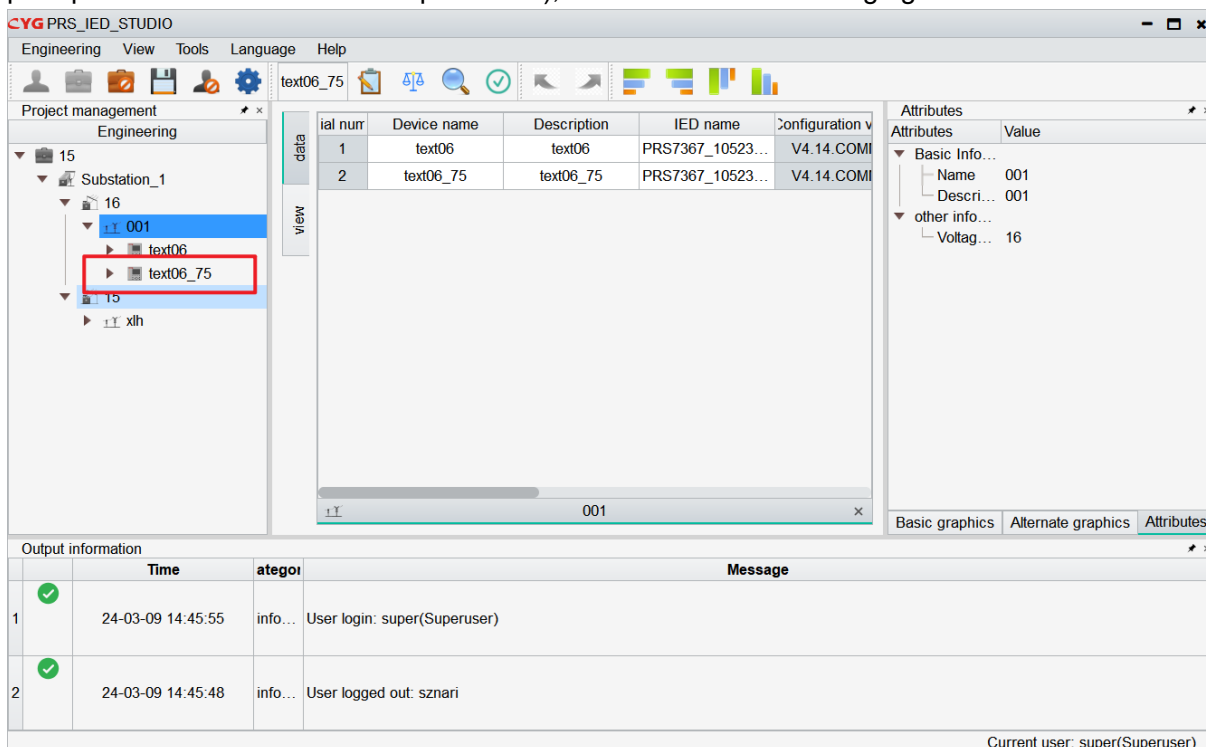 CYG PRS_IED_STUDIO
Engineering View Tools Language Help
text06_75
Project management
Engineering
15
Substation_1
16
001
text06
text06_75
15
xlh
data
view
ial num Device name Description IED name Configuration v
1 text06 text06 PRS7367_10523... V4.14.COM
2 text06_75 text06_75 PRS7367_10523... V4.14.COM
001
Attributes
Attributes Value
Basic Info...
Name 001
Descri... 001
other info...
Voltag... 16
Basic graphics Alternate graphics Attributes
Output information
Time ategor Message
1 24-03-09 14:45:55 info... User login: super(Superuser)
2 24-03-09 14:45:48 info... User logged out: sznari
Current user: super(Superuser)